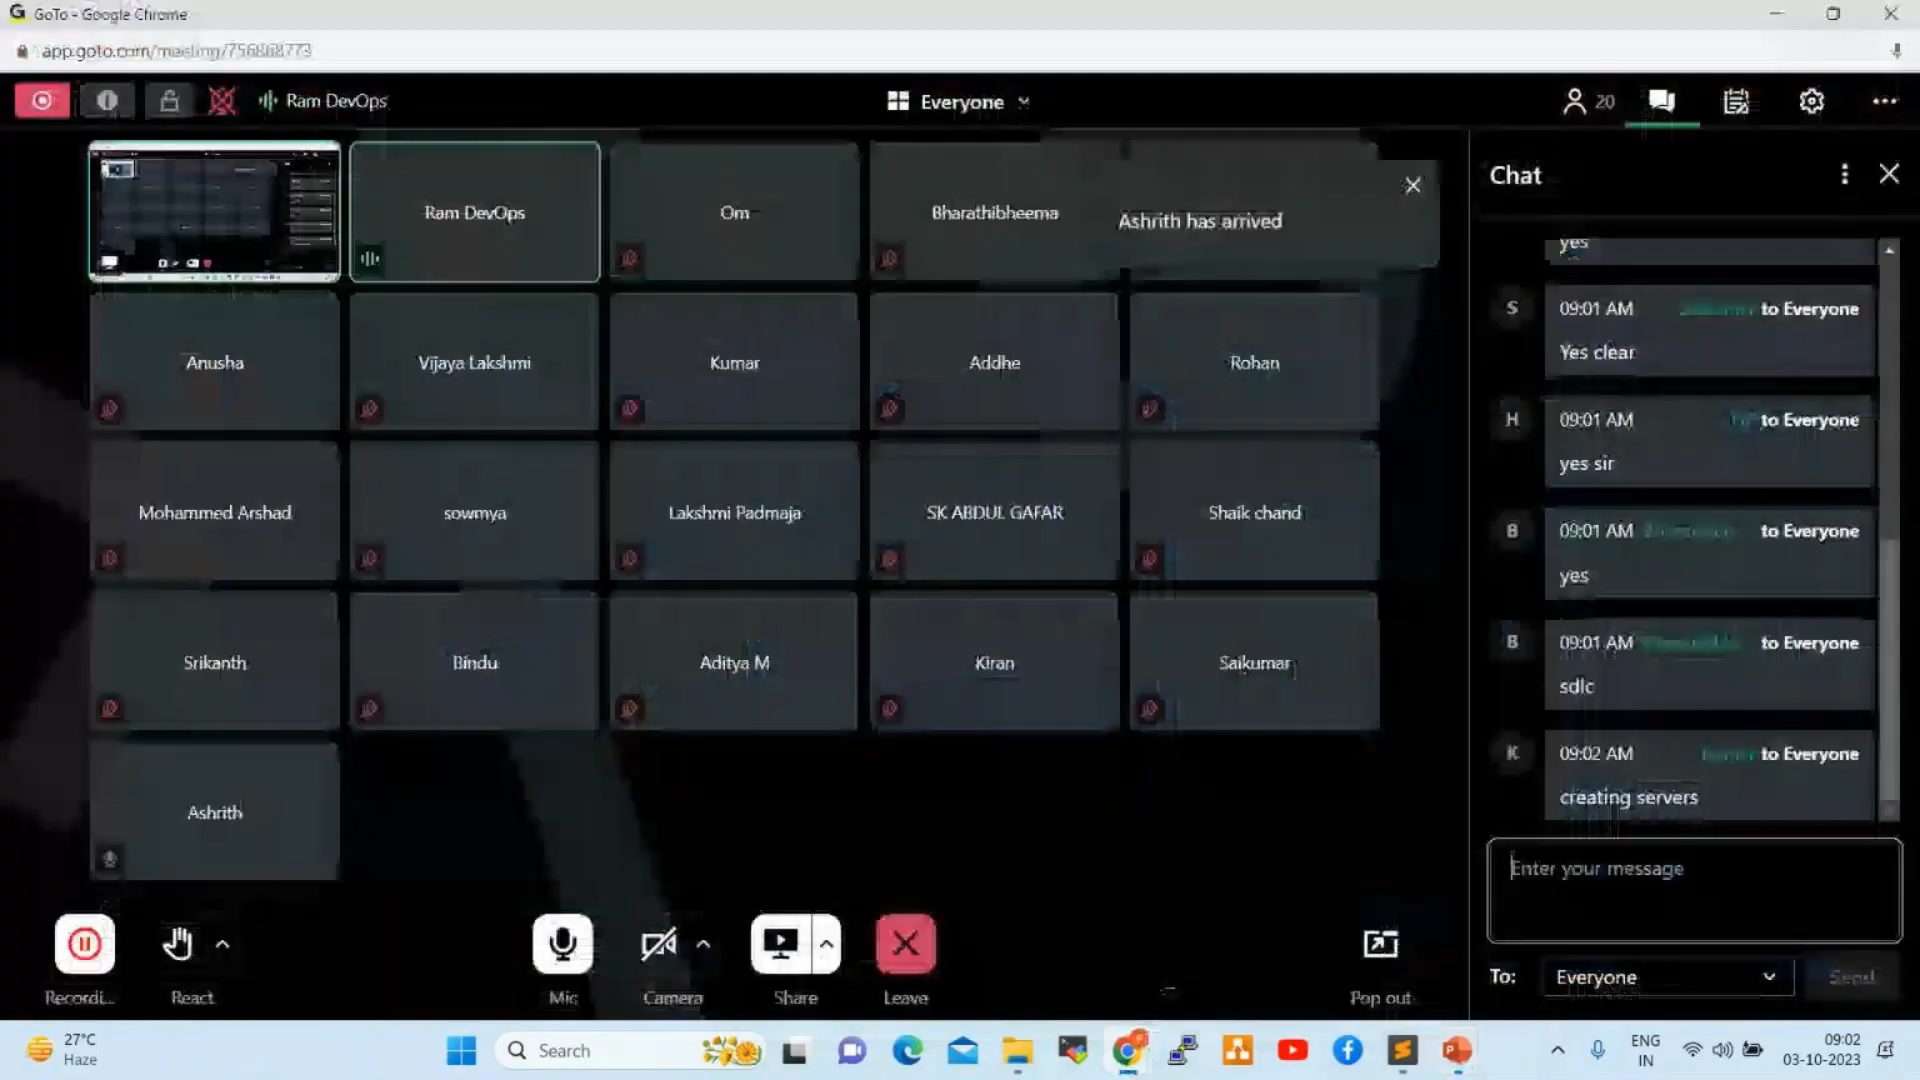 GoTo - Google Chrome
app.goto.com/meeting/756868773
Ram DevOps
Everyone
20
Chat
Ram DevOps
Om
Bharathibheema
Ashrith has arrived
Anusha
Vijaya Lakshmi
Kumar
Addhe
Rohan
Mohammed Arshad
sowmya
Lakshmi Padmaja
SK ABDUL GAFAR
Shaik chand
Srikanth
Bindu
Aditya M
Kiran
Saikumar
Ashrith
yes
S
09:01 AM to Everyone
Yes clear
H
09:01 AM to Everyone
yes sir
B
09:01 AM to Everyone
yes
B
09:01 AM to Everyone
sdlc
K
09:02 AM to Everyone
creating servers
Enter your message
To: Everyone
Send
Recordi...
React
Mic
Camera
Share
Leave
Pop out
27°C
Haze
Search
ENG
IN
09:02
03-10-2023